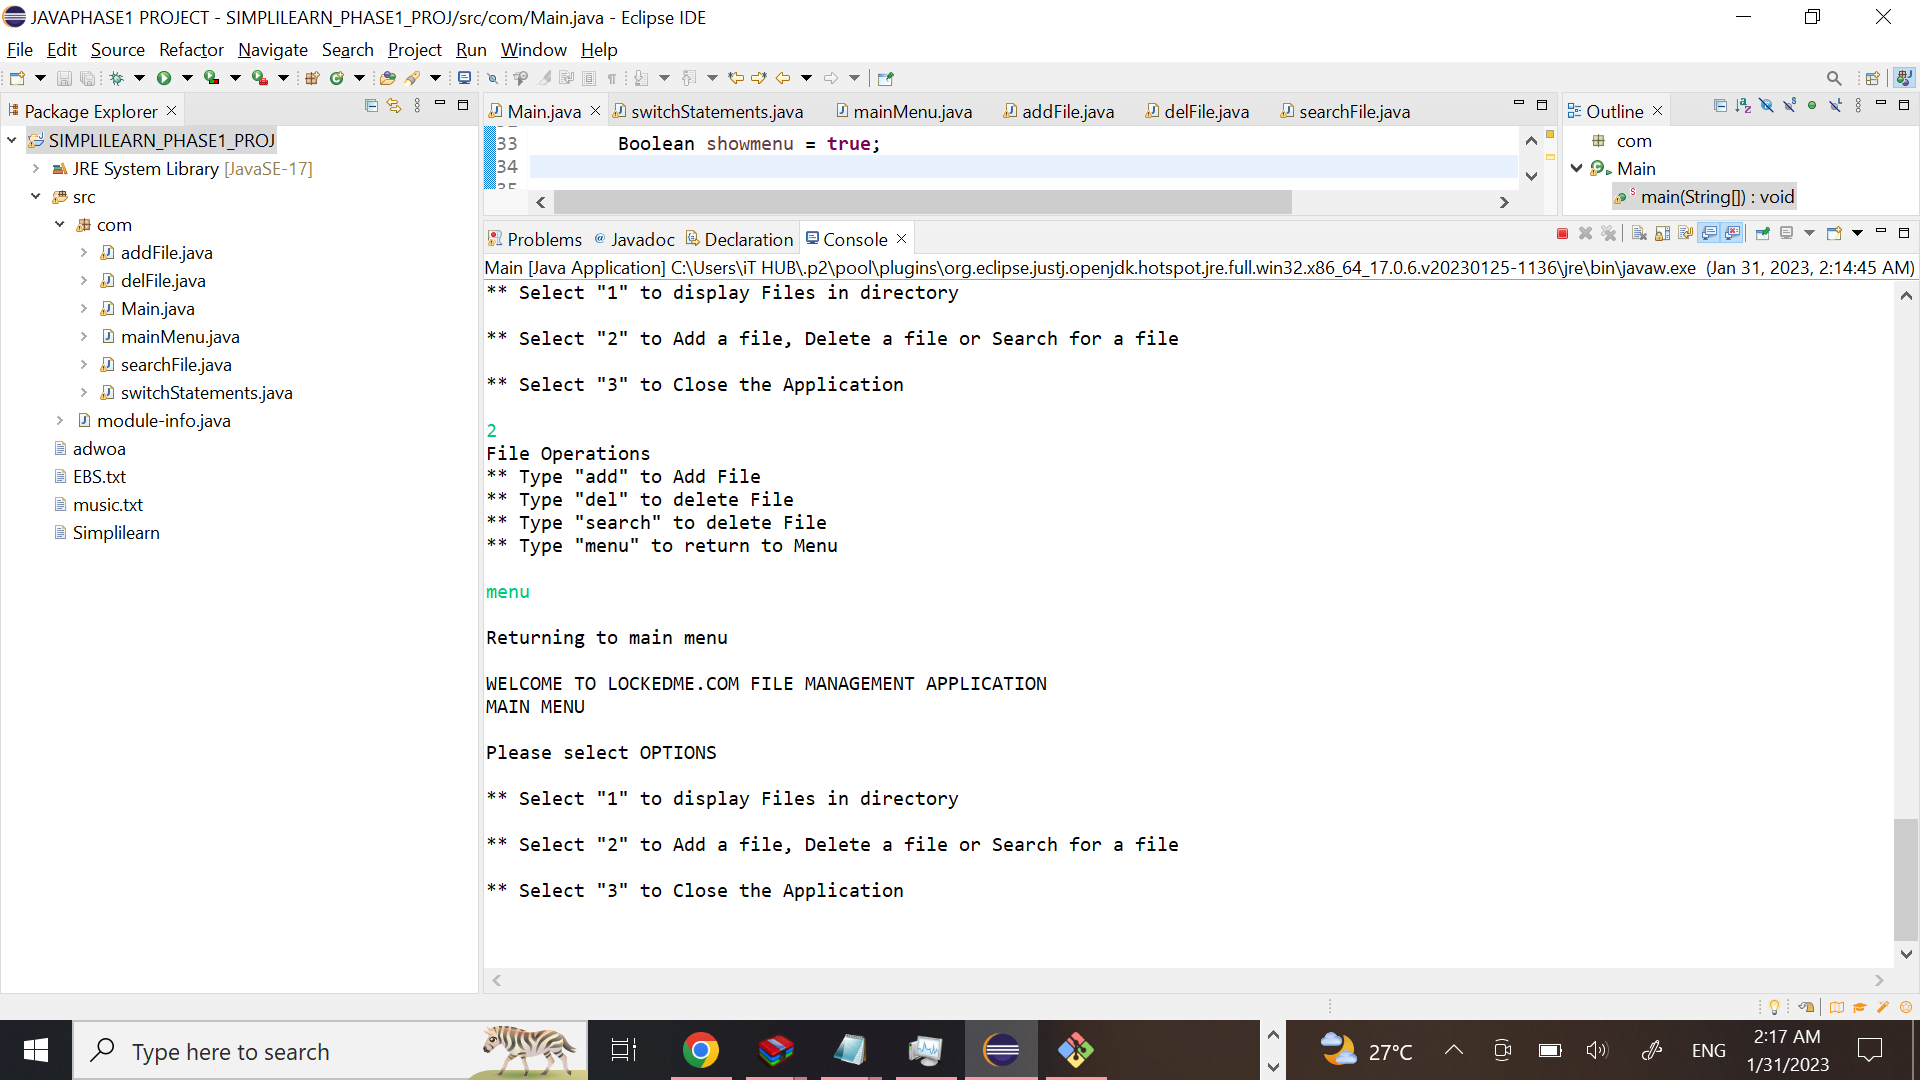 JAVAPHASE1 PROJECT - SIMPLILEARN_PHASE1_PROJ/src/com/Main.java - Eclipse IDE
File Edit Source Refactor Navigate Search Project Run Window Help
Package Explorer
SIMPLILEARN_PHASE1_PROJ
JRE System Library [JavaSE-17]
src
com
addFile.java
delFile.java
Main.java
mainMenu.java
searchFile.java
switchStatements.java
module-info.java
adwoa
EBS.txt
music.txt
Simplilearn
Main.java switchStatements.java mainMenu.java addFile.java delFile.java searchFile.java
33 Boolean showmenu = true;
34
Outline
com
Main
main(String[]) : void
Problems Javadoc Declaration Console
Main [Java Application] C:\Users\iT HUB\.p2\pool\plugins\org.eclipse.justj.openjdk.hotspot.jre.full.win32.x86_64_17.0.6.v20230125-1136\jre\bin\javaw.exe (Jan 31, 2023, 2:14:45 AM)
** Select "1" to display Files in directory
** Select "2" to Add a file, Delete a file or Search for a file
** Select "3" to Close the Application
2
File Operations
** Type "add" to Add File
** Type "del" to delete File
** Type "search" to delete File
** Type "menu" to return to Menu
menu
Returning to main menu
WELCOME TO LOCKEDME.COM FILE MANAGEMENT APPLICATION
MAIN MENU
Please select OPTIONS
** Select "1" to display Files in directory
** Select "2" to Add a file, Delete a file or Search for a file
** Select "3" to Close the Application
Type here to search
27°C
ENG
2:17 AM
1/31/2023